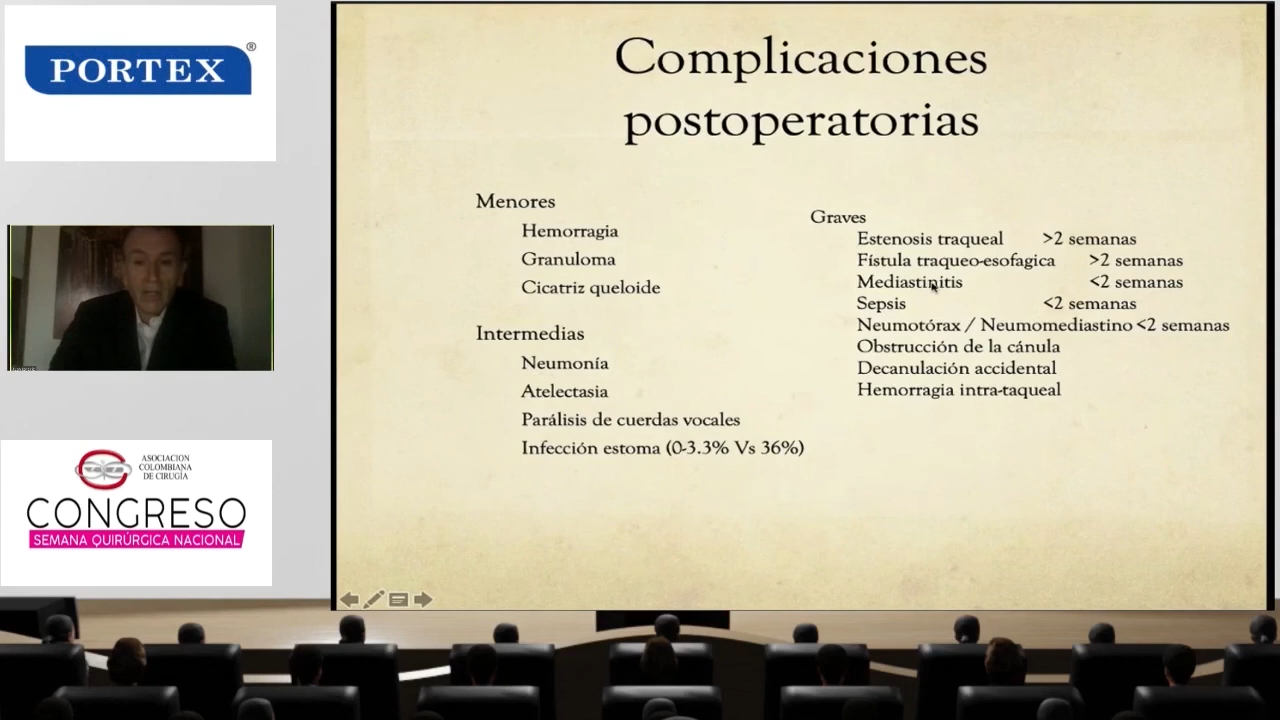 PORTEX
®
ASOCIACION
COLOMBIANA
DE CIRUGÍA
CONGRESO
SEMANA QUIRÚRGICA NACIONAL
Complicaciones
postoperatorias
Menores
Hemorragia
Granuloma
Cicatriz queloide
Intermedias
Neumonía
Atelectasia
Parálisis de cuerdas vocales
Infección estoma (0-3.3% Vs 36%)
Graves
Estenosis traqueal >2 semanas
Fístula traqueo-esofagica >2 semanas
Mediastinitis <2 semanas
Sepsis <2 semanas
Neumotórax / Neumomediastino <2 semanas
Obstrucción de la cánula
Decanulación accidental
Hemorragia intra-taqueal